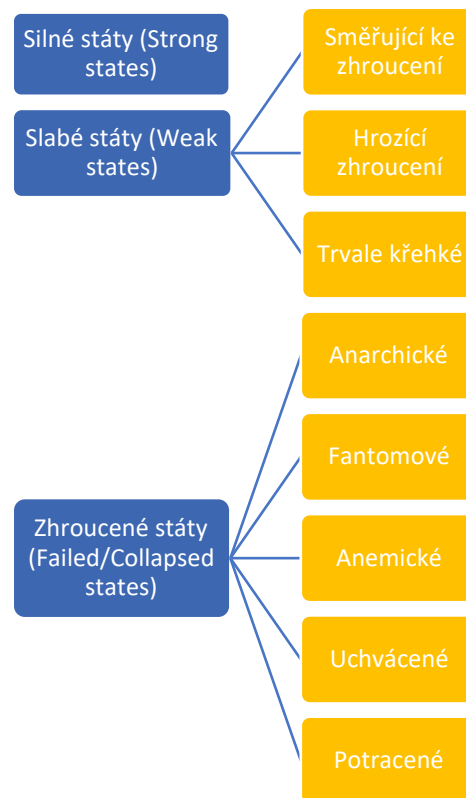 Silné státy (Strong
states)
Slabé státy (Weak
states)
Směřující ke
zhroucení
Hrozící
zhroucení
Trvale křehké
Zhroucené státy
(Failed/Collapsed
states)
Anarchické
Fantomové
Anemické
Uchvácené
Potracené